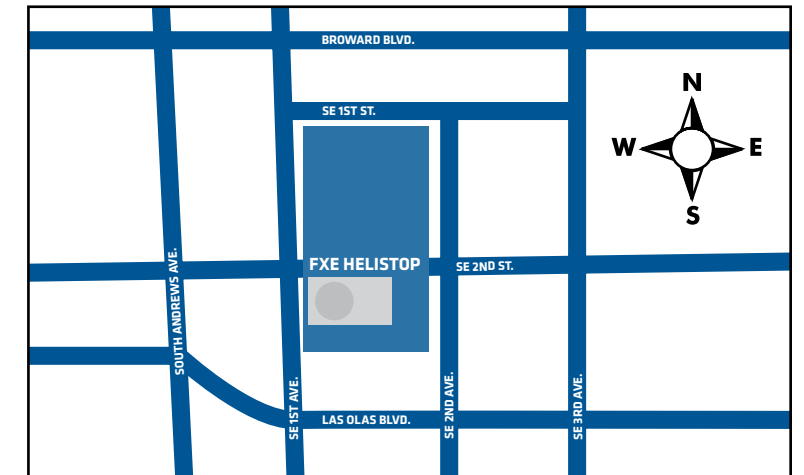 BROWARD BLVD.
N
SE 1ST ST.
W
E
S
FXE HELISTOP
SE 2ND ST.
SOUTH ANDREWS AVE.
SE 1ST AVE.
LAS OLAS BLVD.
SE 2ND AVE.
SE 3RD AVE.